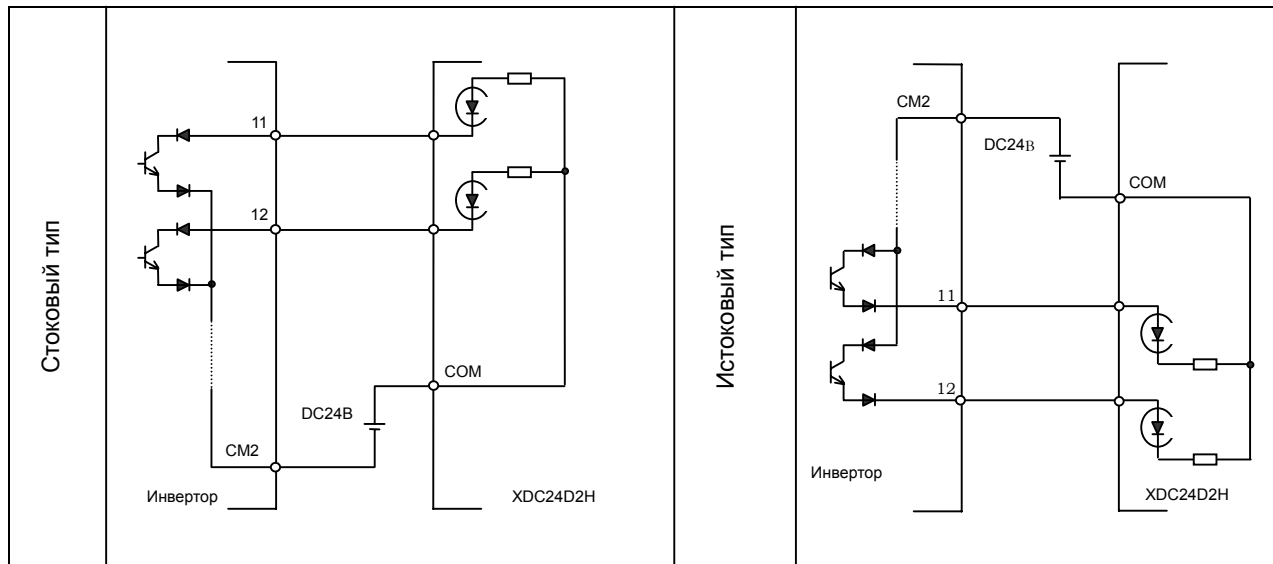 Стоковый тип
11
12
COM
DC24В
CM2
Инвертор
XDC24D2H
Истоковый тип
CM2
DC24В
COM
11
12
Инвертор
XDC24D2H